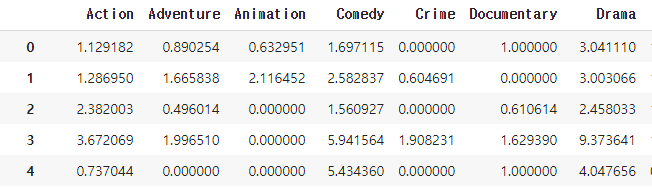 Action Adventure Animation Comedy Crime Documentary Drama
0 1.129182 0.890254 0.632951 1.697115 0.000000 1.000000 3.041110
1 1.286950 1.665838 2.116452 2.582837 0.604691 0.000000 3.003066
2 2.382003 0.496014 0.000000 1.560927 0.000000 0.610614 2.458033
3 3.672069 1.996510 0.000000 5.941564 1.908231 1.629390 9.373641
4 0.737044 0.000000 0.000000 5.434360 0.000000 1.000000 4.047656